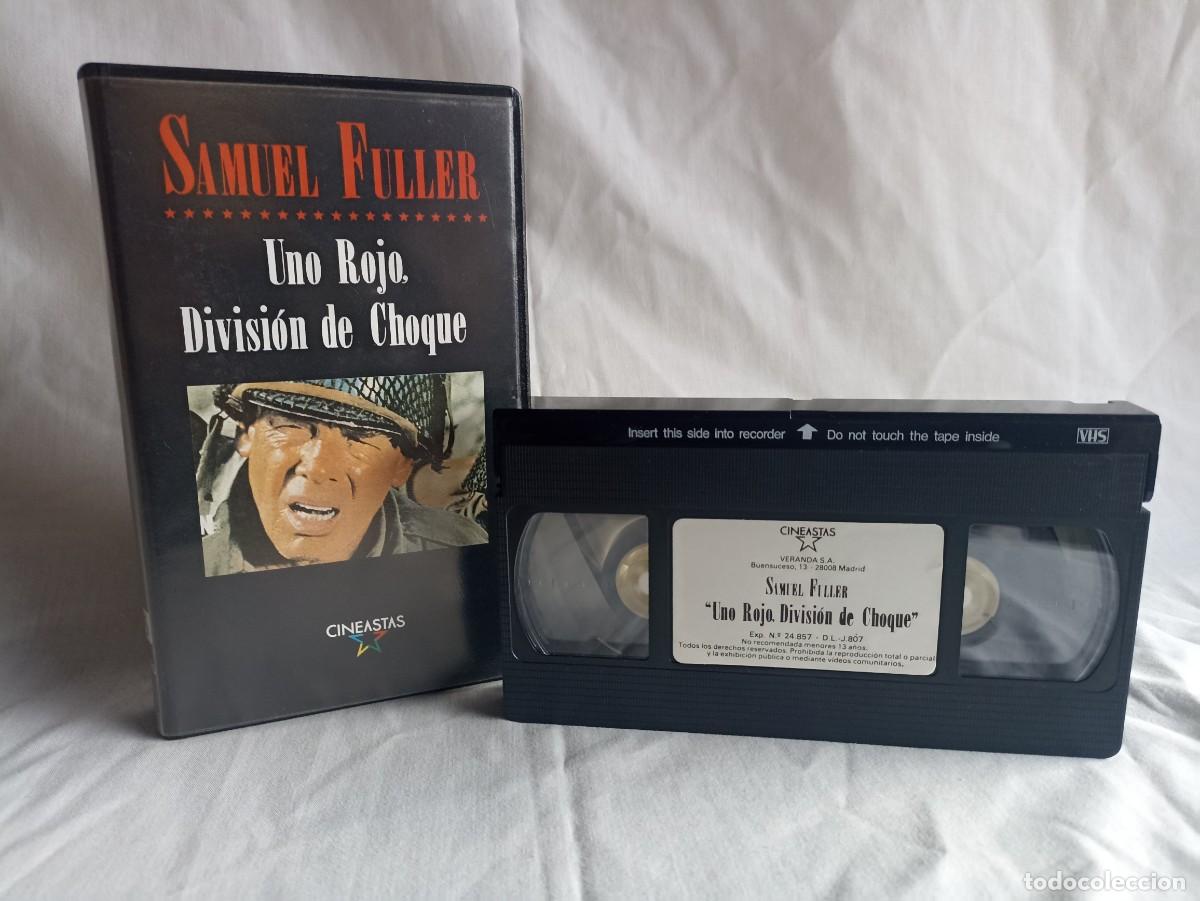 SAMUEL FULLER
Uno Rojo,
División de Choque
CINEASTAS
Insert this side into recorder Do not touch the tape inside VHS
CINEASTAS
VERANDA S.A.
Buensuceso, 13 - 28008 Madrid
SAMUEL FULLER
"Uno Rojo, División de Choque"
Exp. N.º 24.857 - D.L.-J.807
No recomendada menores 13 años.
Todos los derechos reservados. Prohibida la reproducción total o parcial
y la exhibición pública o mediante vídeos comunitarios.
todocoleccion